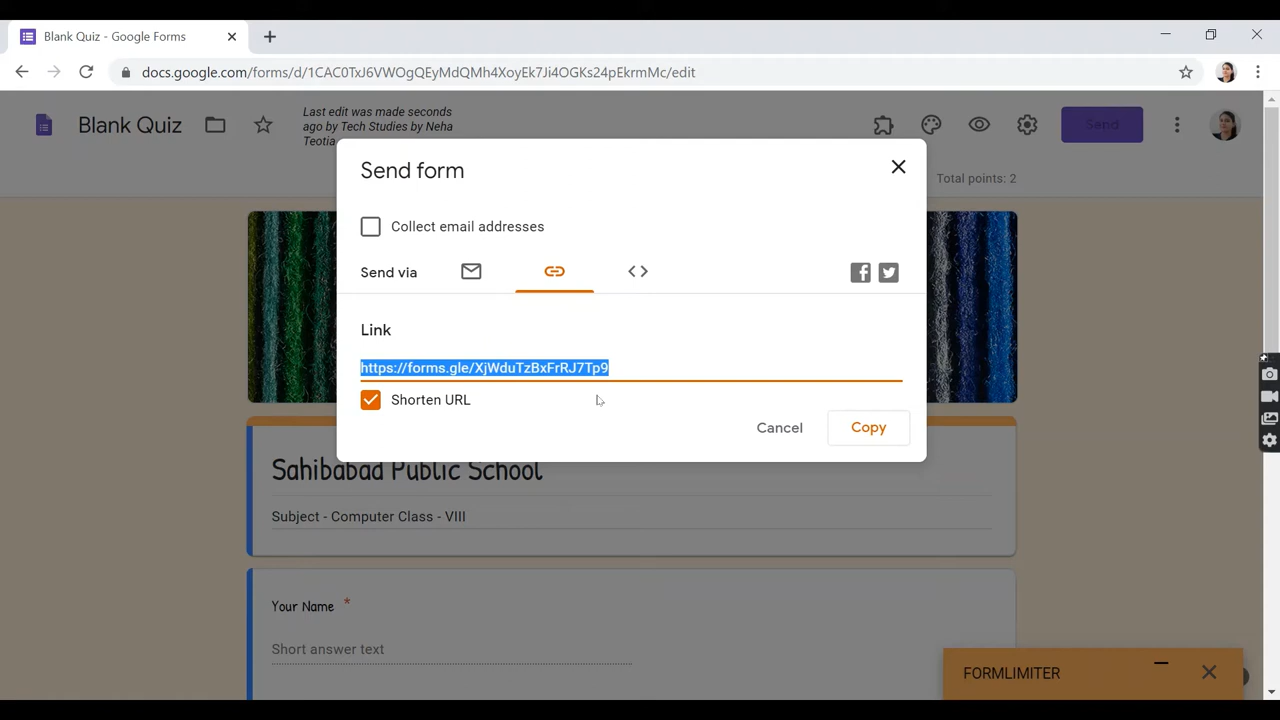 Blank Quiz - Google Forms
docs.google.com/forms/d/1CAC0TxJ6VWOgQEyMdQMh4XoyEk7Ji4OGKs24pEkrmMc/edit
Blank Quiz
Last edit was made seconds
ago by Tech Studies by Neha
Teotia
Send
Total points: 2
Send form
Collect email addresses
Send via
Link
https://forms.gle/XjWduTzBxFrRJ7Tp9
Shorten URL
Cancel
Copy
Sahibabad Public School
Subject - Computer Class - VIII
Your Name *
Short answer text
FORMLIMITER